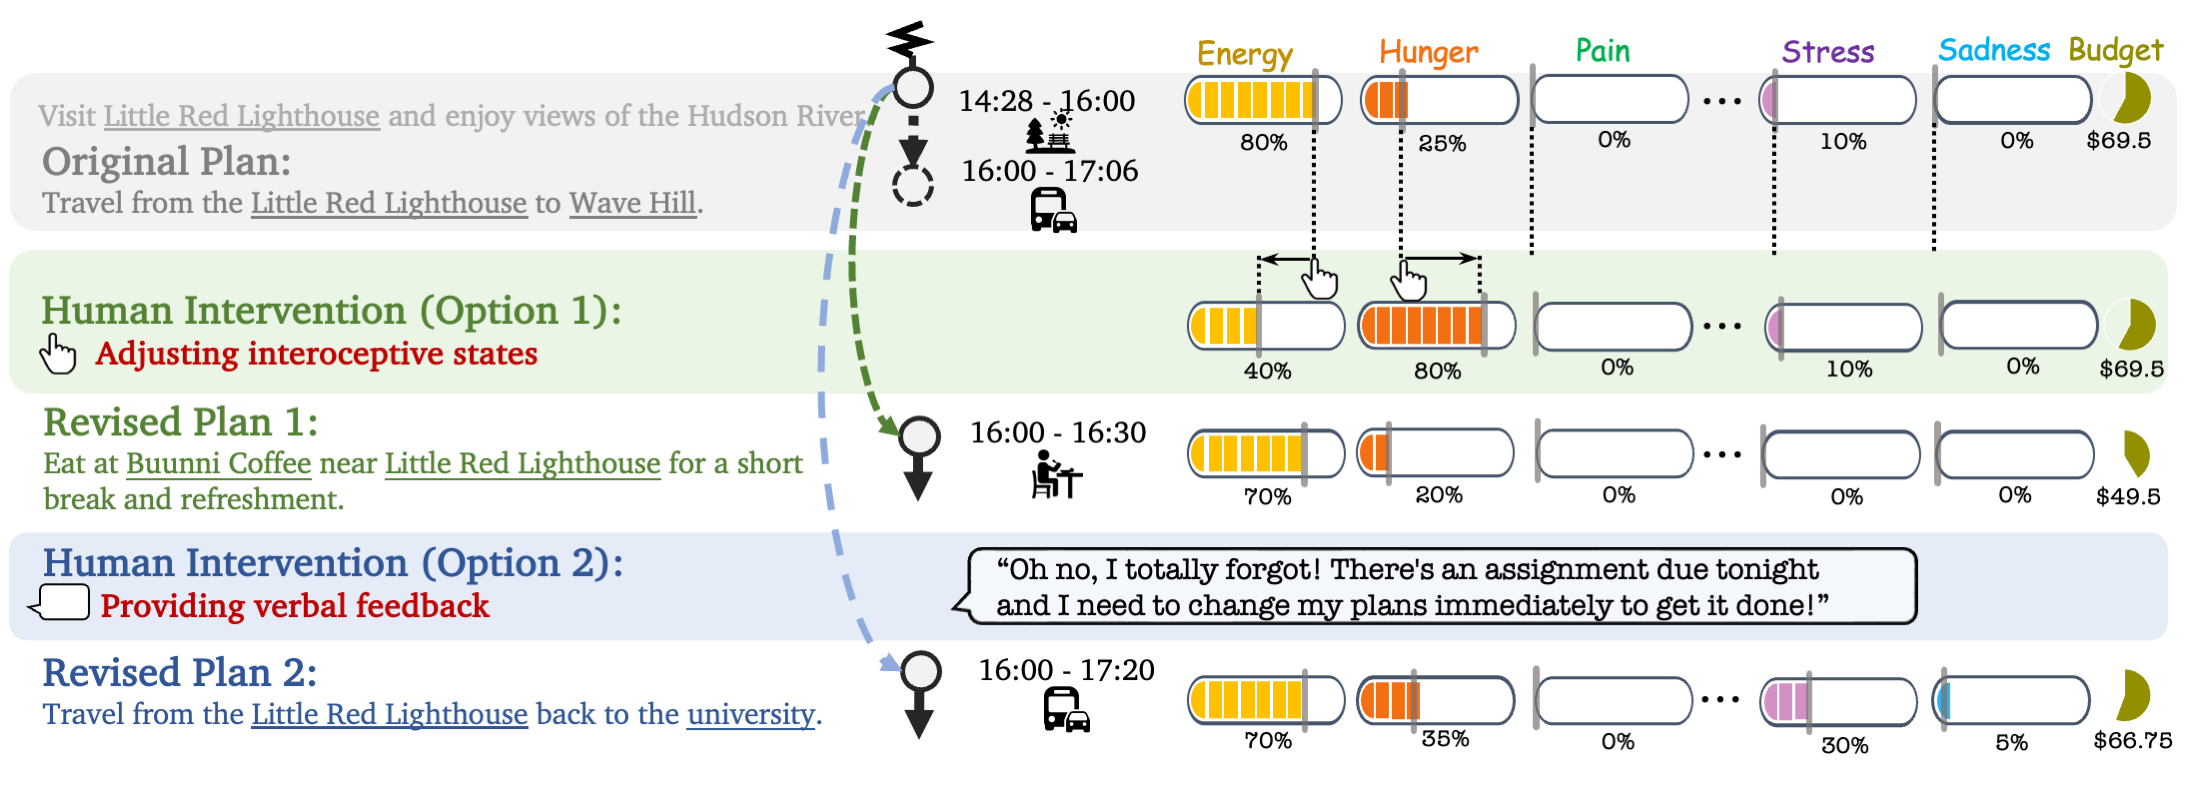 Energy Hunger Pain Stress Sadness Budget
Visit Little Red Lighthouse and enjoy views of the Hudson River
14:28 - 16:00
80% 25% 0% ... 10% 0% $69.5
Original Plan:
16:00 - 17:06
Travel from the Little Red Lighthouse to Wave Hill.
Human Intervention (Option 1):
Adjusting interoceptive states
40% 80% 0% ... 10% 0% $69.5
Revised Plan 1:
16:00 - 16:30
Eat at Buunni Coffee near Little Red Lighthouse for a short
break and refreshment.
70% 20% 0% ... 0% 0% $49.5
Human Intervention (Option 2):
Providing verbal feedback
“Oh no, I totally forgot! There's an assignment due tonight
and I need to change my plans immediately to get it done!”
Revised Plan 2:
16:00 - 17:20
Travel from the Little Red Lighthouse back to the university.
70% 35% 0% ... 30% 5% $66.75